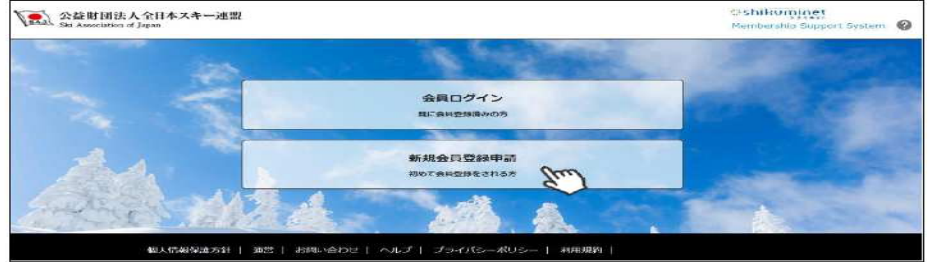 公益財団法人全日本スキー連盟
Ski Association of Japan
shikuminet
Membership Support System ?
会員ログイン
既に会員登録済みの方
新規会員登録申請
初めて会員登録をされる方
個人情報保護方針 | 運営 | お問い合わせ | ヘルプ | プライバシーポリシー | 利用規約 |